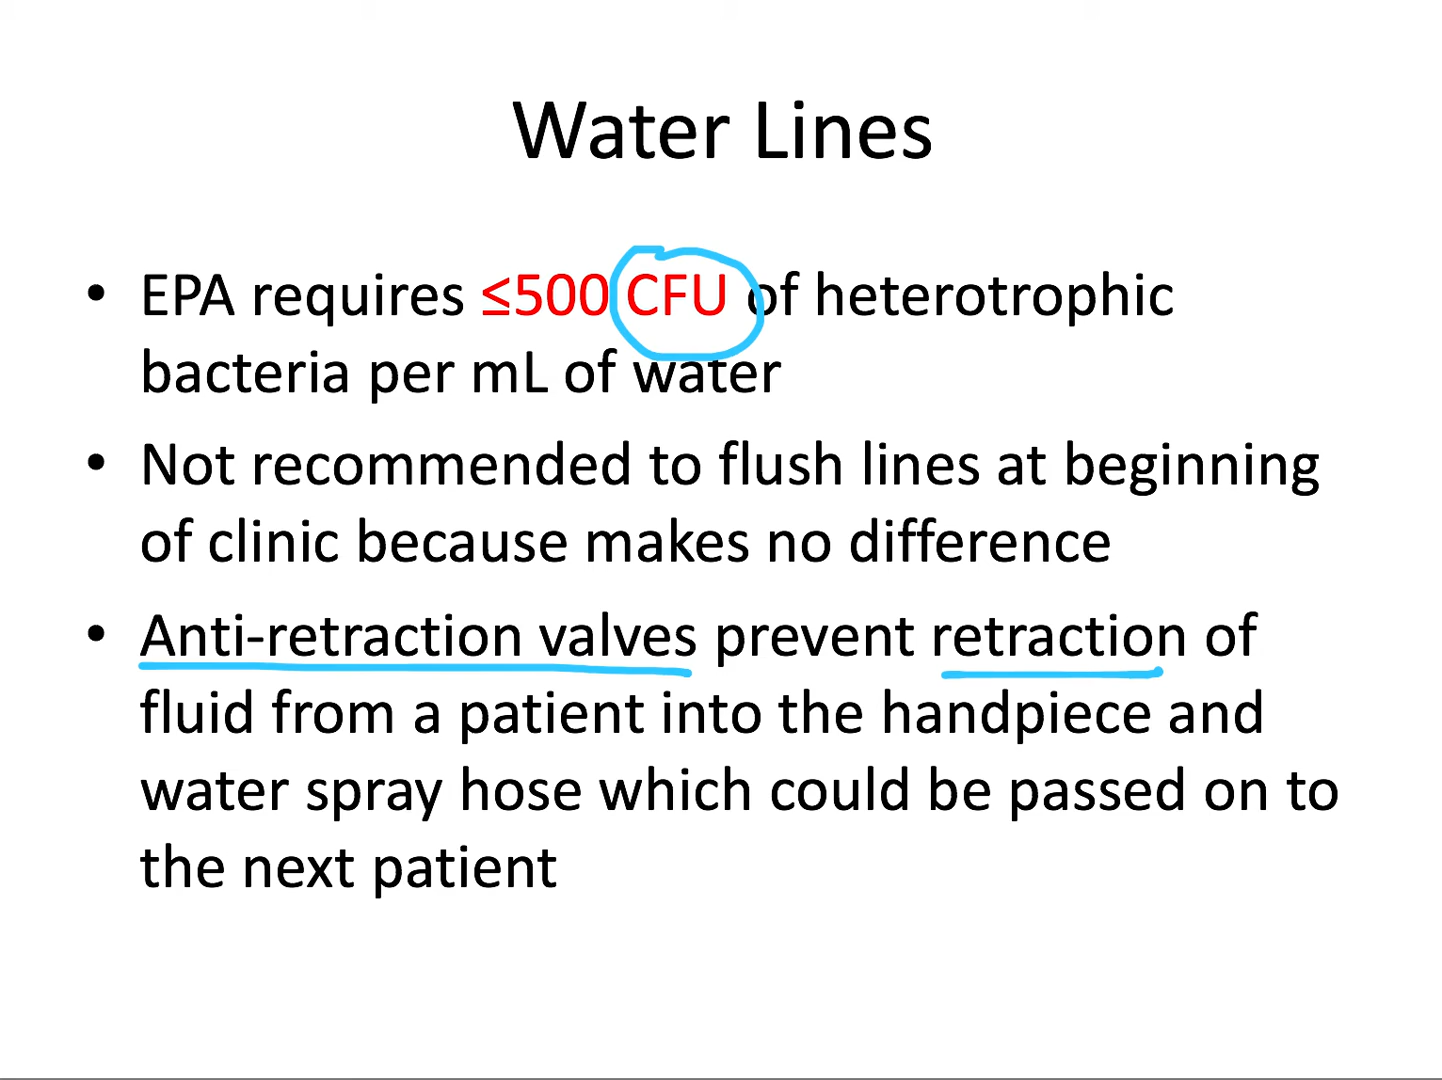 Water Lines
• EPA requires ≤500 CFU of heterotrophic
bacteria per mL of water
• Not recommended to flush lines at beginning
of clinic because makes no difference
• Anti-retraction valves prevent retraction of
fluid from a patient into the handpiece and
water spray hose which could be passed on to
the next patient